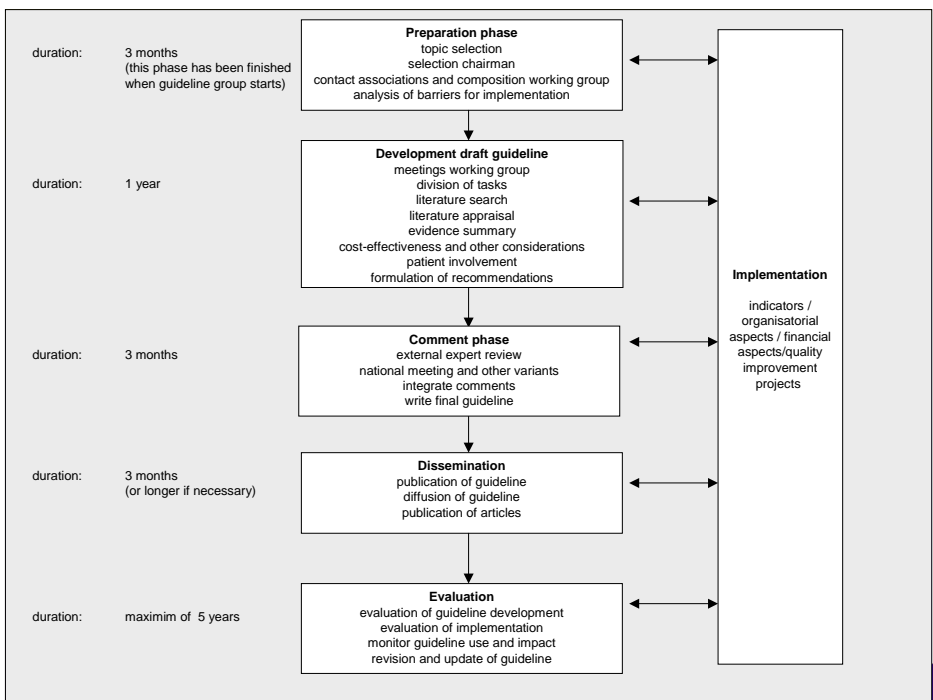 duration:
3 months
(this phase has been finished
when guideline group starts)
Preparation phase
topic selection
selection chairman
contact associations and composition working group
analysis of barriers for implementation
duration:
1 year
Development draft guideline
meetings working group
division of tasks
literature search
literature appraisal
evidence summary
cost-effectiveness and other considerations
patient involvement
formulation of recommendations
duration:
3 months
Comment phase
external expert review
national meeting and other variants
integrate comments
write final guideline
duration:
3 months
(or longer if necessary)
Dissemination
publication of guideline
diffusion of guideline
publication of articles
duration:
maximim of 5 years
Evaluation
evaluation of guideline development
evaluation of implementation
monitor guideline use and impact
revision and update of guideline
Implementation
indicators /
organisatorial
aspects / financial
aspects/quality
improvement
projects